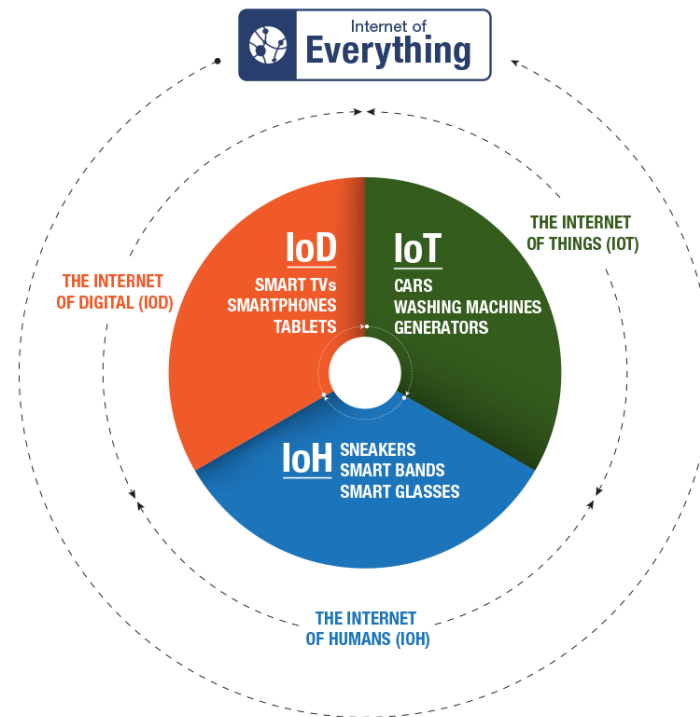 Internet of
Everything
THE INTERNET
OF DIGITAL (IOD)
IoD
SMART TVs
SMARTPHONES
TABLETS
IoT
CARS
WASHING MACHINES
GENERATORS
THE INTERNET
OF THINGS (IOT)
IoH
SNEAKERS
SMART BANDS
SMART GLASSES
THE INTERNET
OF HUMANS (IOH)